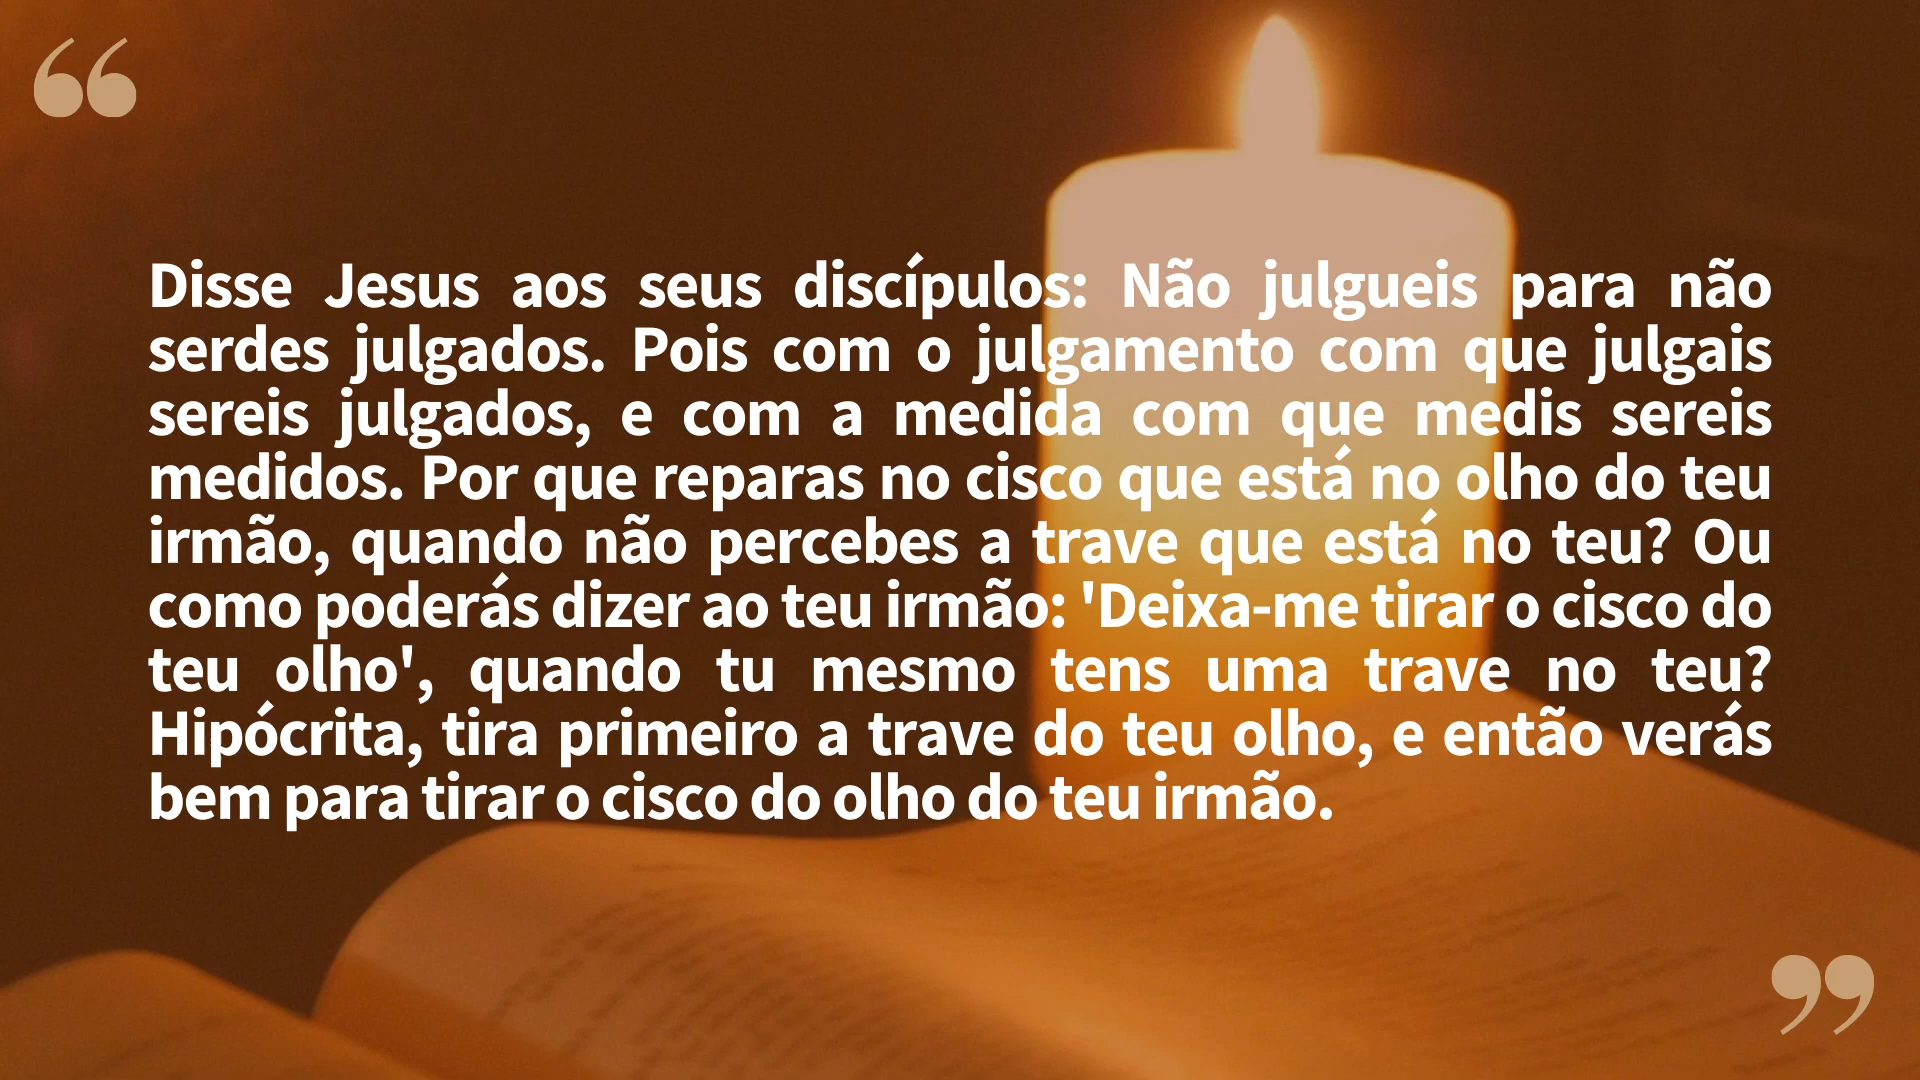 “
Disse Jesus aos seus discípulos: Não julgueis para não
serdes julgados. Pois com o julgamento com que julgais
sereis julgados, e com a medida com que medis sereis
medidos. Por que reparas no cisco que está no olho do teu
irmão, quando não percebes a trave que está no teu? Ou
como poderás dizer ao teu irmão: 'Deixa-me tirar o cisco do
teu olho', quando tu mesmo tens uma trave no teu?
Hipócrita, tira primeiro a trave do teu olho, e então verás
bem para tirar o cisco do olho do teu irmão.
”